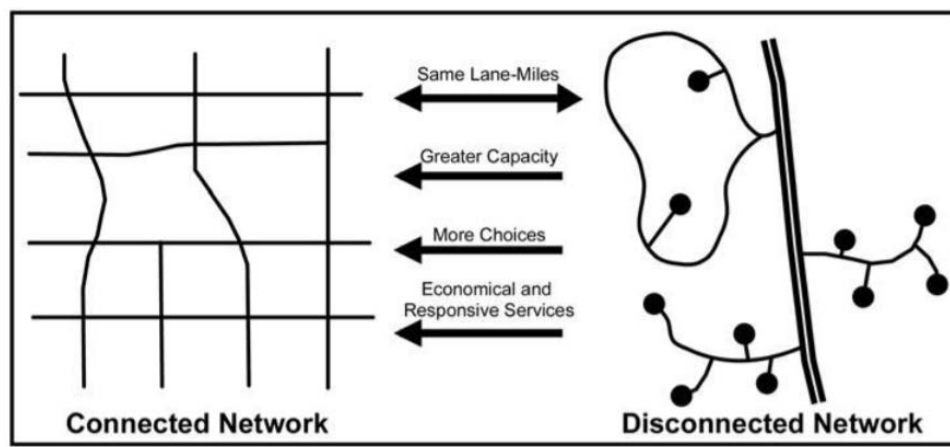 Same Lane-Miles
Greater Capacity
More Choices
Economical and
Responsive Services
Connected Network
Disconnected Network